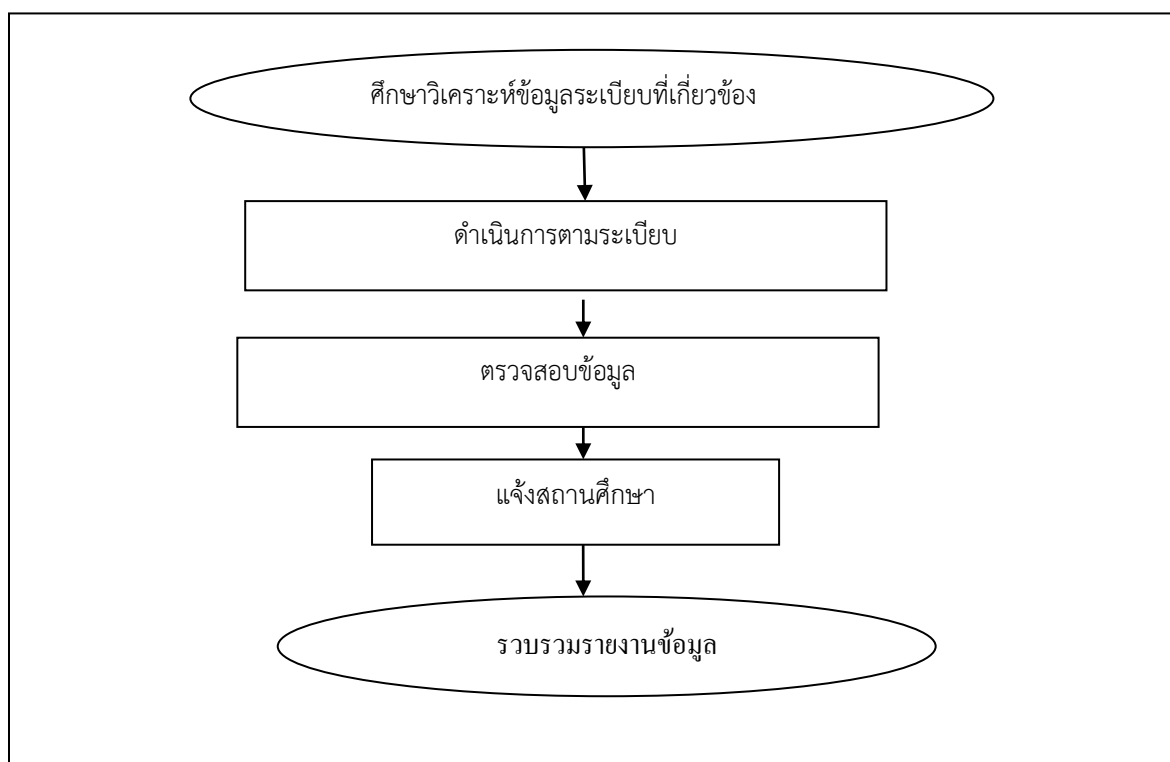 ศึกษาวิเคราะห์ข้อมูลระเบียบที่เกี่ยวข้อง
ดำเนินการตามระเบียบ
ตรวจสอบข้อมูล
แจ้งสถานศึกษา
รวบรวมรายงานข้อมูล